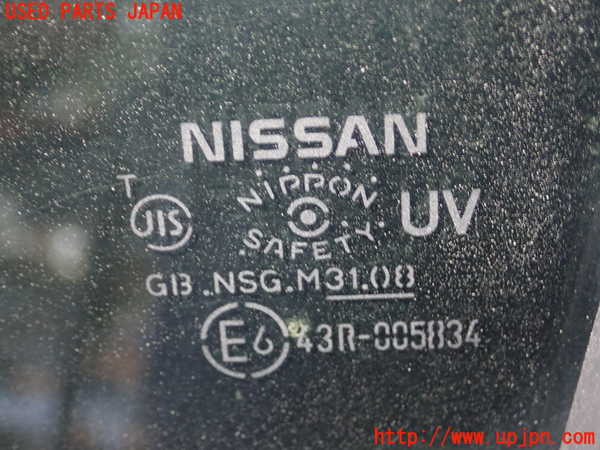 USED PARTS JAPAN
NISSAN
T
JIS
NIPPON
SAFETY
UV
GB .NSG.M31.08
E6 43R-005834
http://www.upjpn.com/